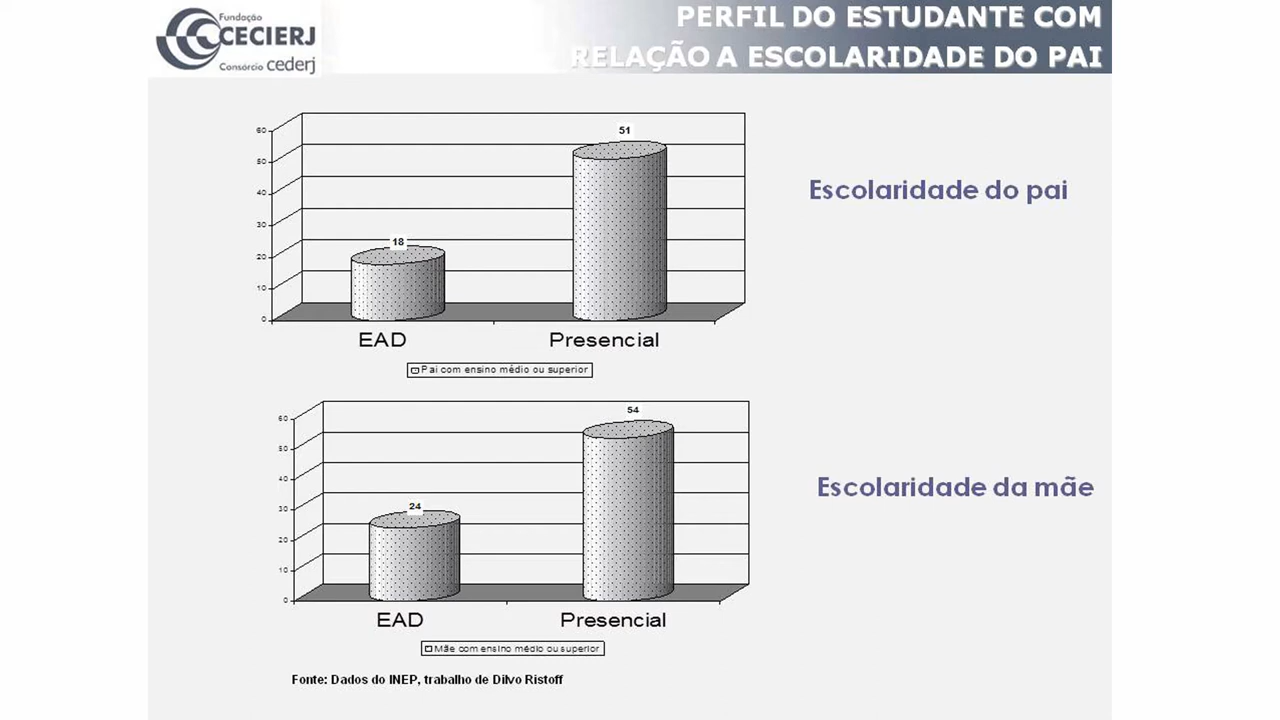 Fundação
CECIERJ
Consórcio cederj
PERFIL DO ESTUDANTE COM
RELAÇÃO A ESCOLARIDADE DO PAI
60
50
40
30
20
10
0
18
51
EAD
Presencial
Pai com ensino médio ou superior
Escolaridade do pai
60
50
40
30
20
10
0
24
54
EAD
Presencial
Mãe com ensino médio ou superior
Escolaridade da mãe
Fonte: Dados do INEP, trabalho de Dilvo Ristoff